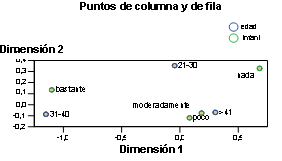 Puntos de columna y de fila
edad
infanl
Dimensión 2
0,4
0,3
0,2
0,1
0,0
-0,1
-0,2
21-30
nada
bastante
moderadamente
31-40
poco
> 41
-1,0
-0,5
0,0
0,5
Dimensión 1